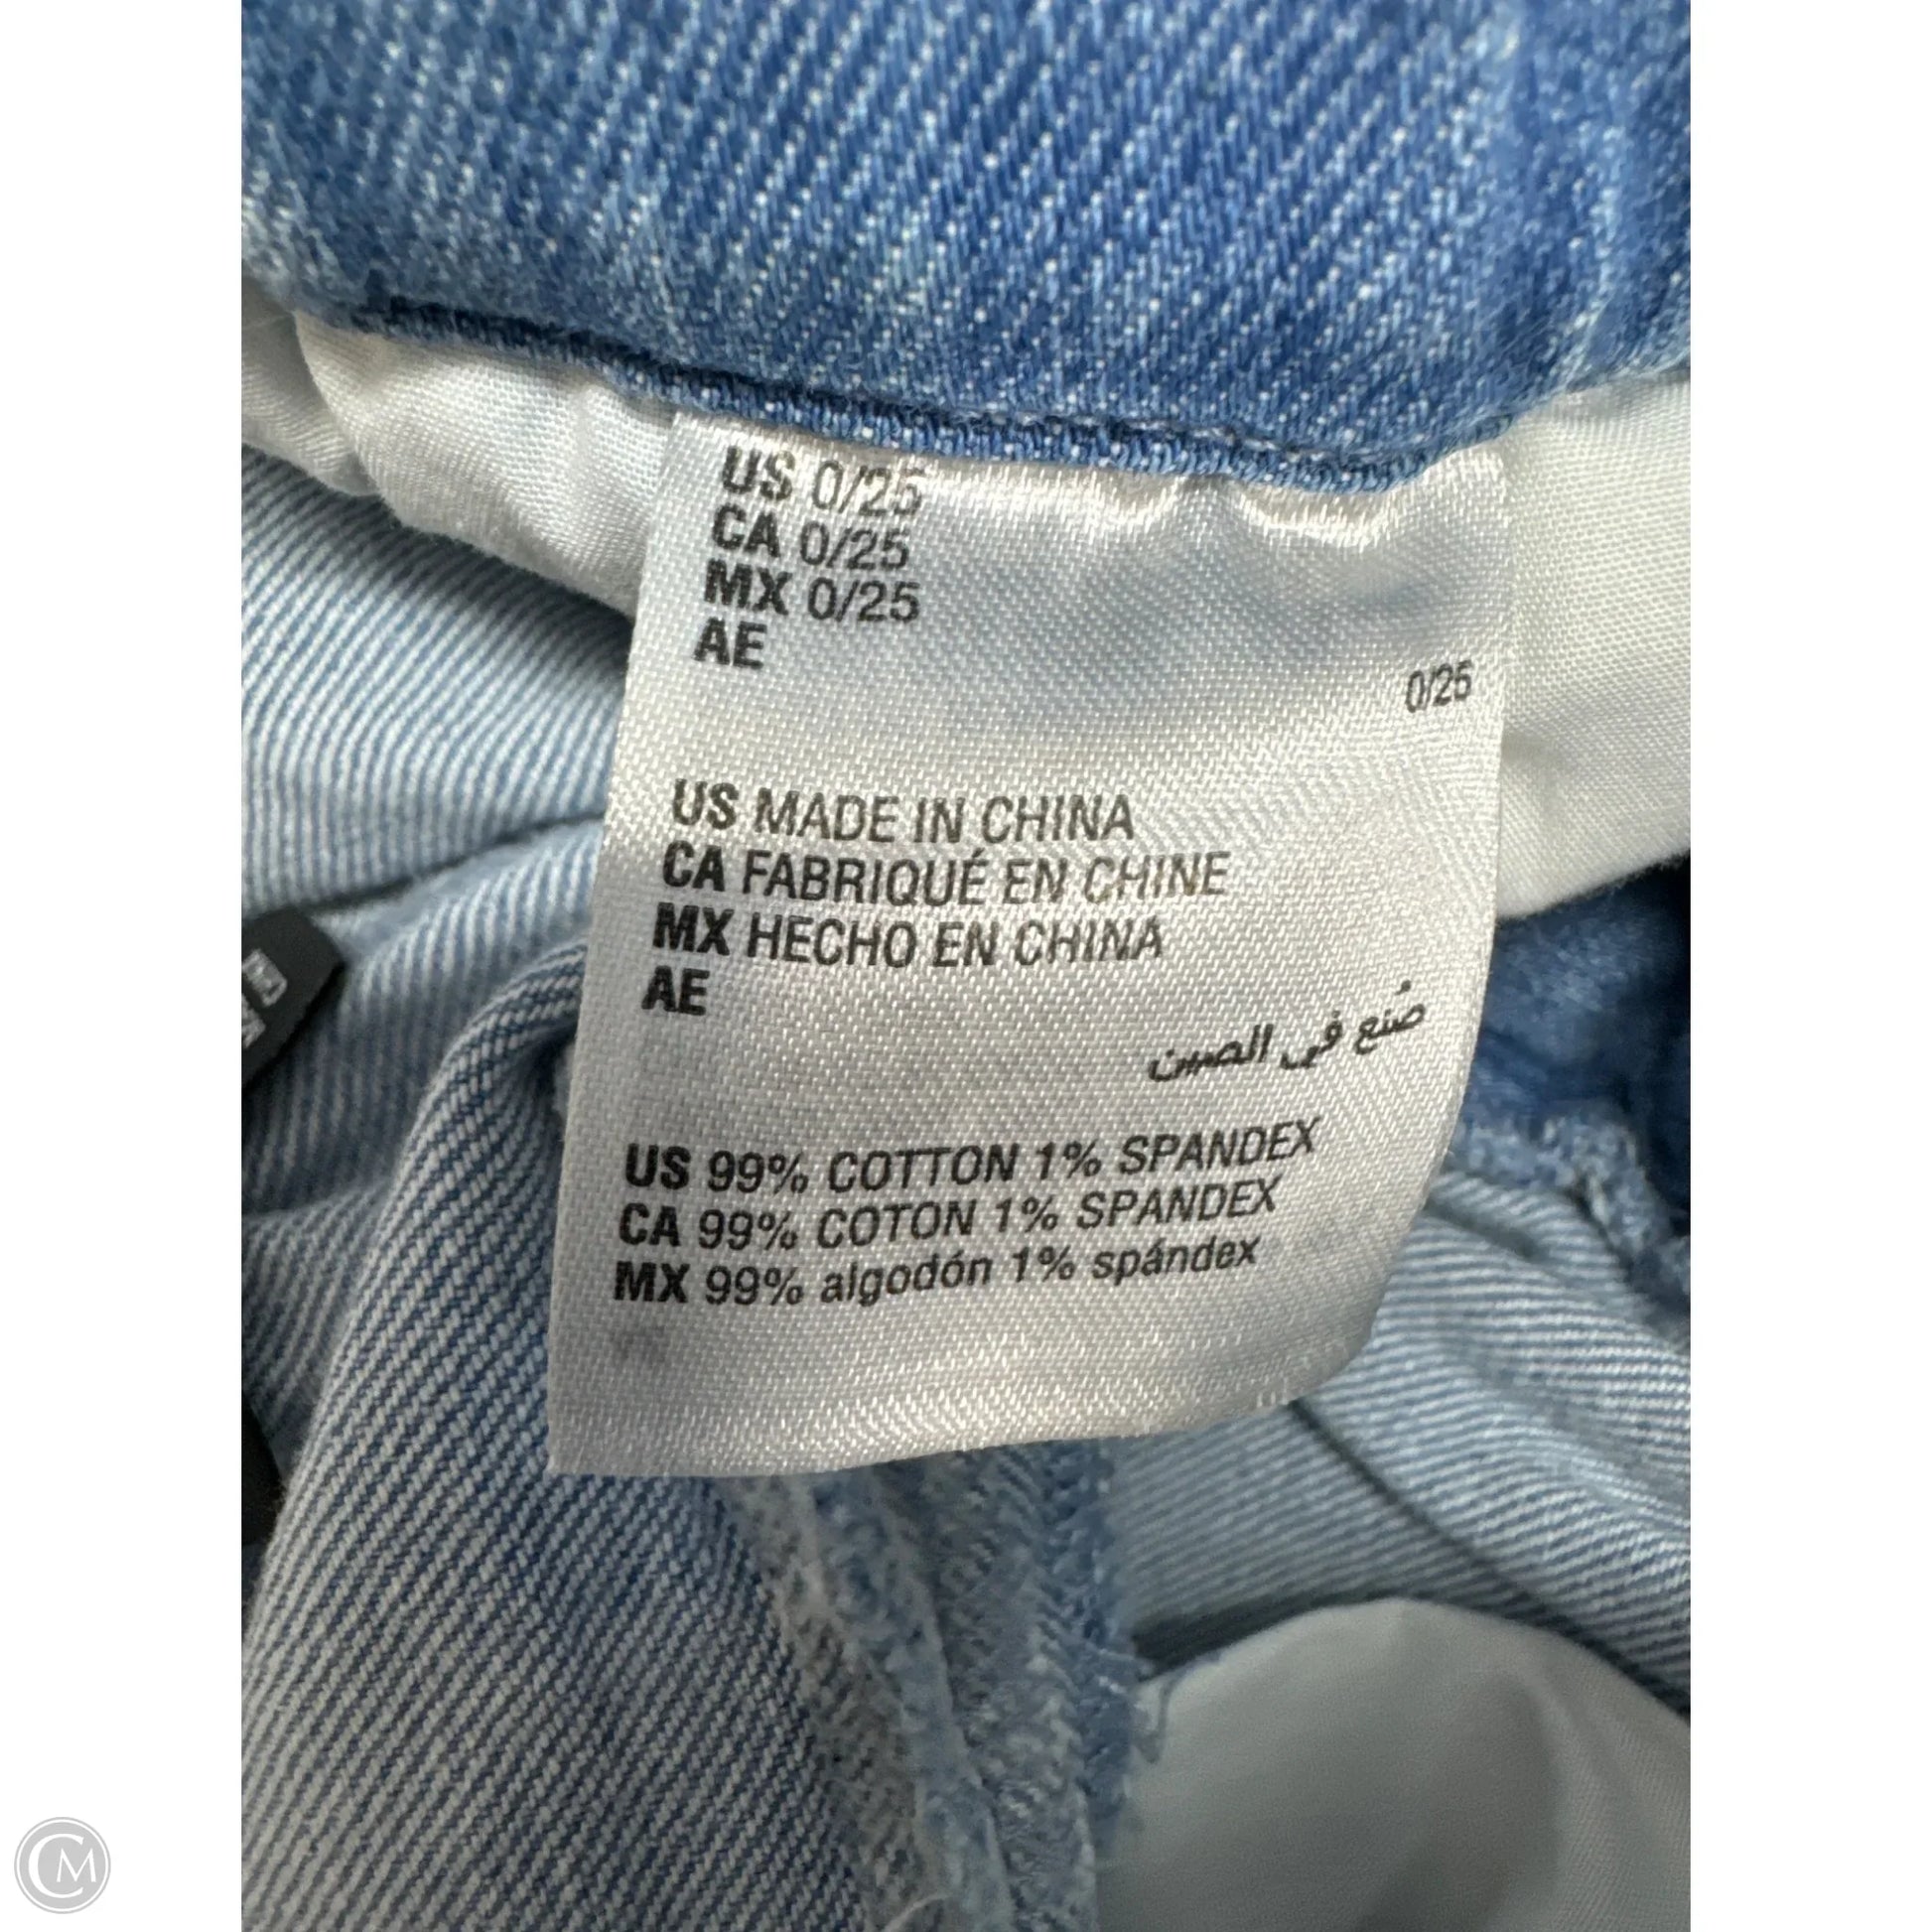 US 0/25
CA 0/25
MX 0/25
AE
0/25
US MADE IN CHINA
CA FABRIQUÉ EN CHINE
MX HECHO EN CHINA
AE
صُنع في الصين
US 99% COTTON 1% SPANDEX
CA 99% COTON 1% SPANDEX
MX 99% algodón 1% spándex
CM